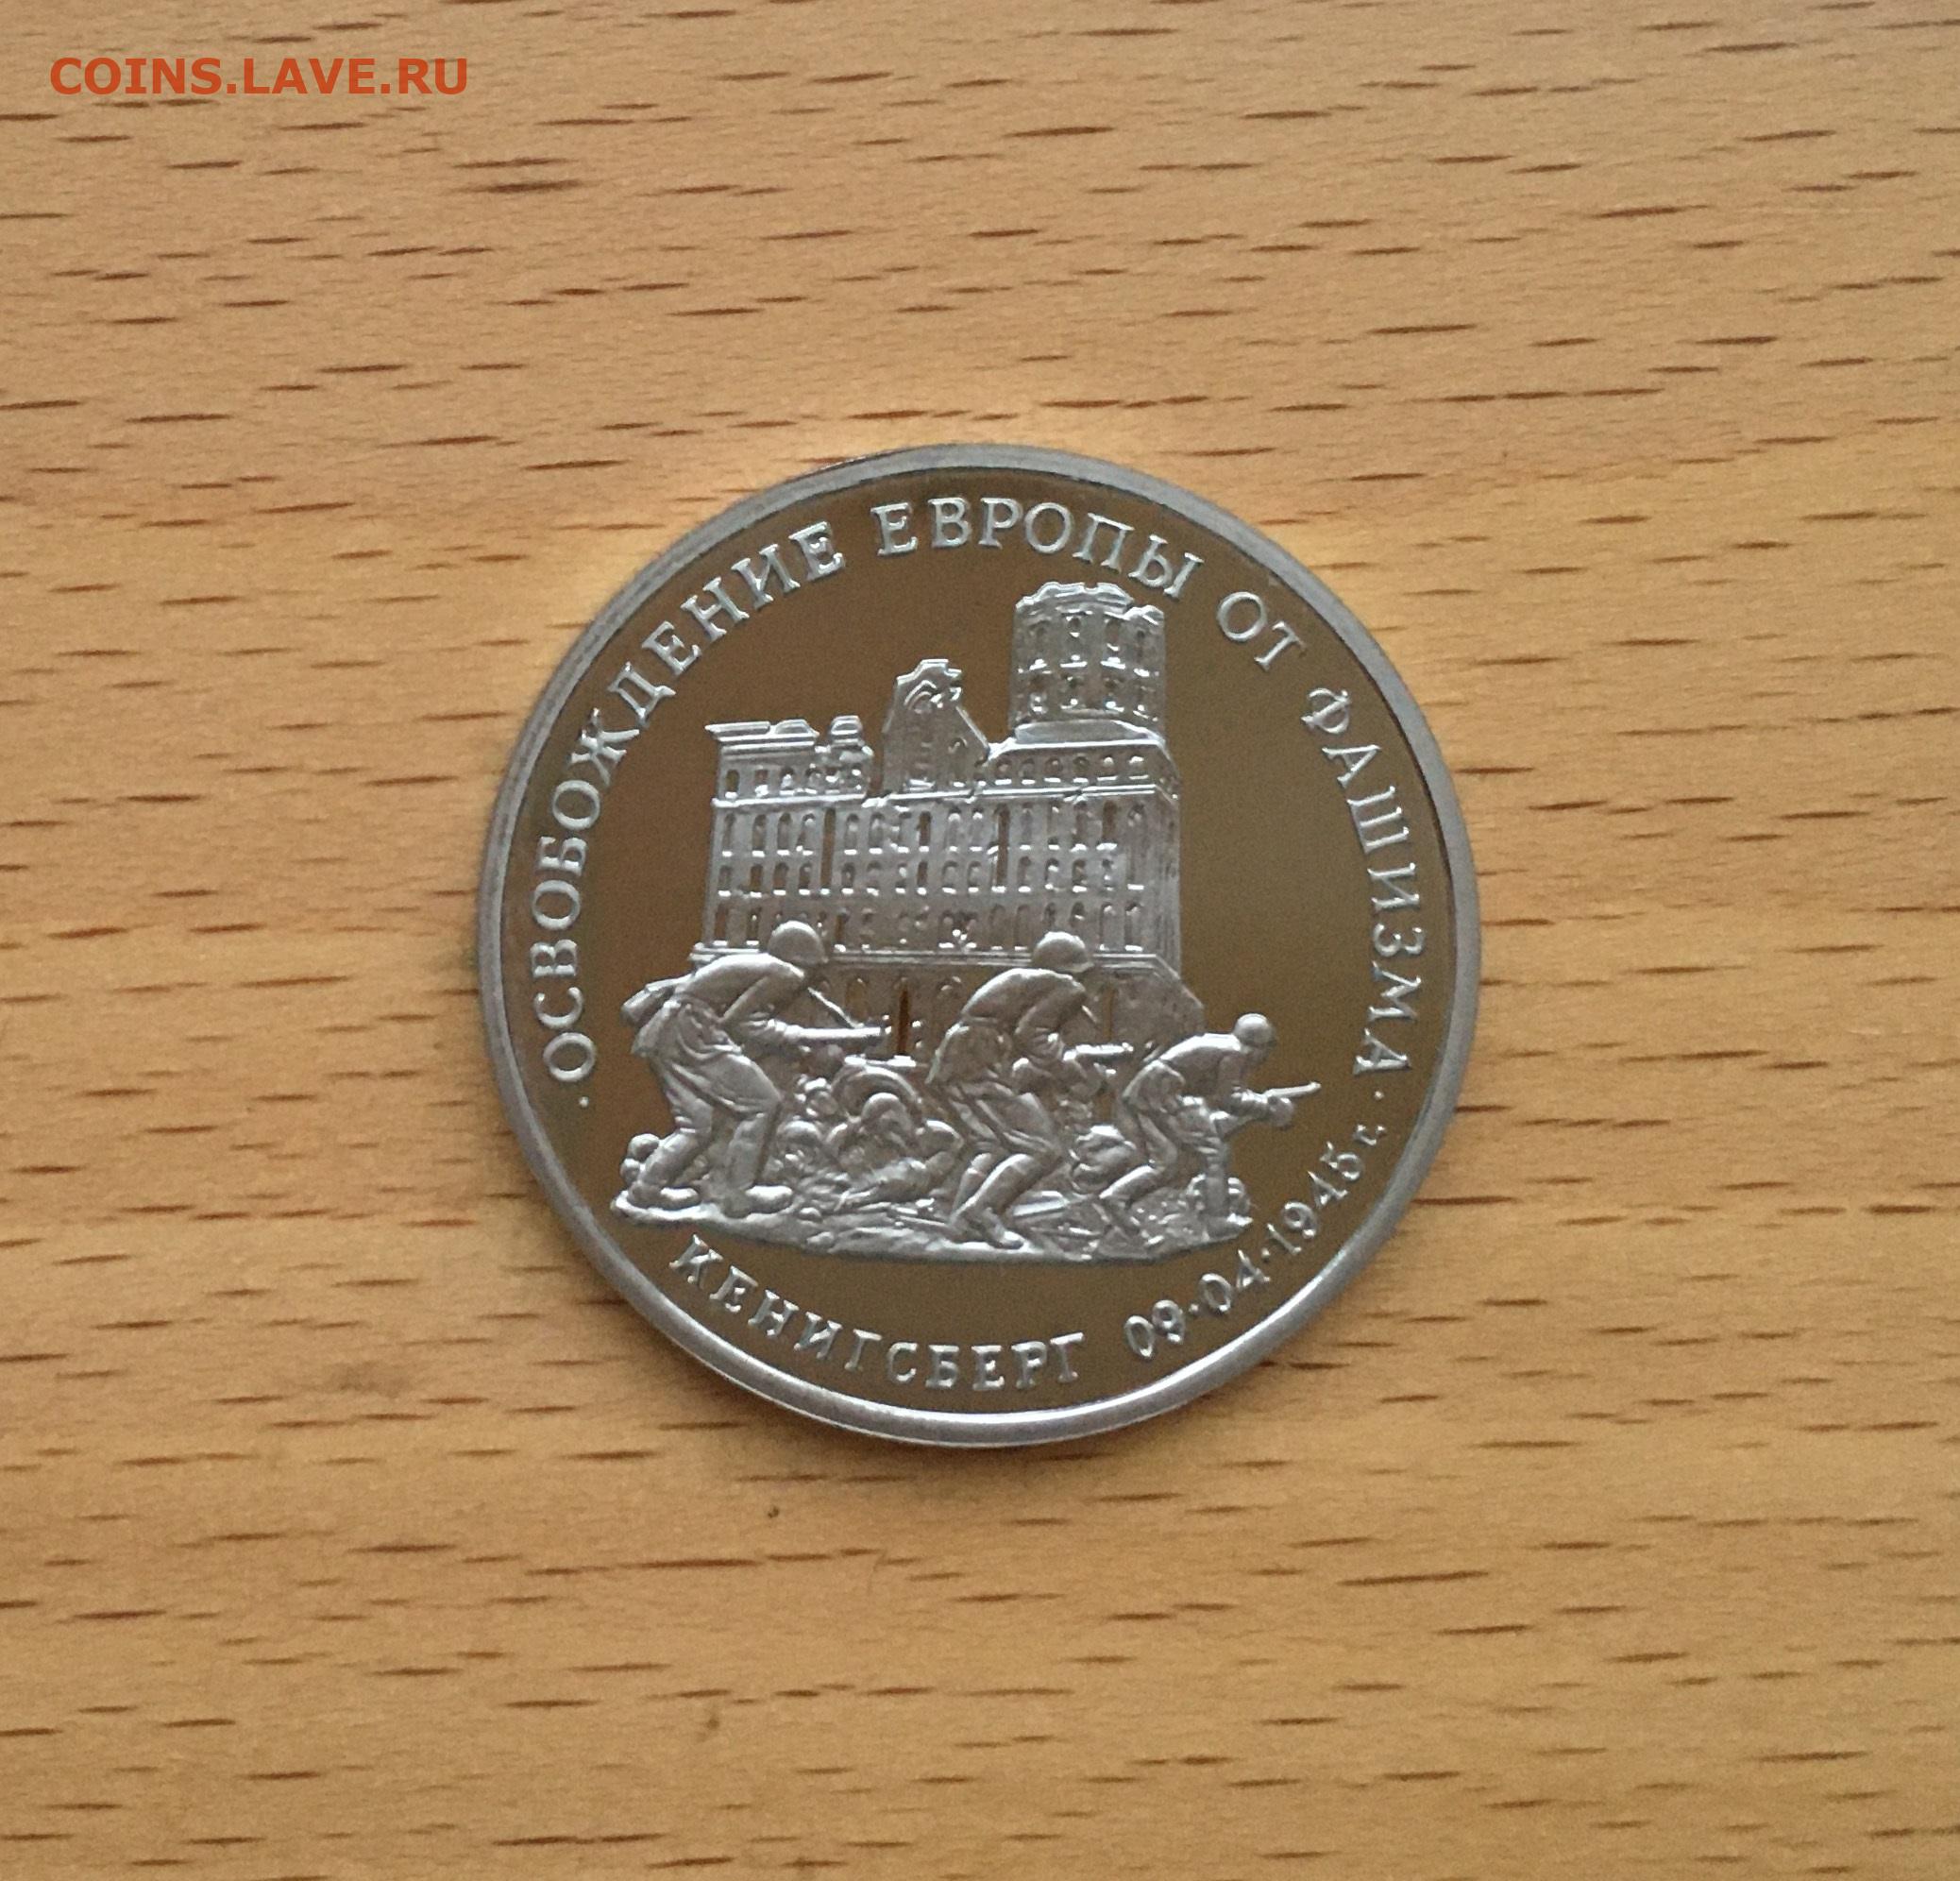 COINS.LAVE.RU
·ОСВОБОЖДЕНИЕ ЕВРОПЫ ОТ ФАШИЗМА·
КЕНИГСБЕРГ 09·04·1945 г.